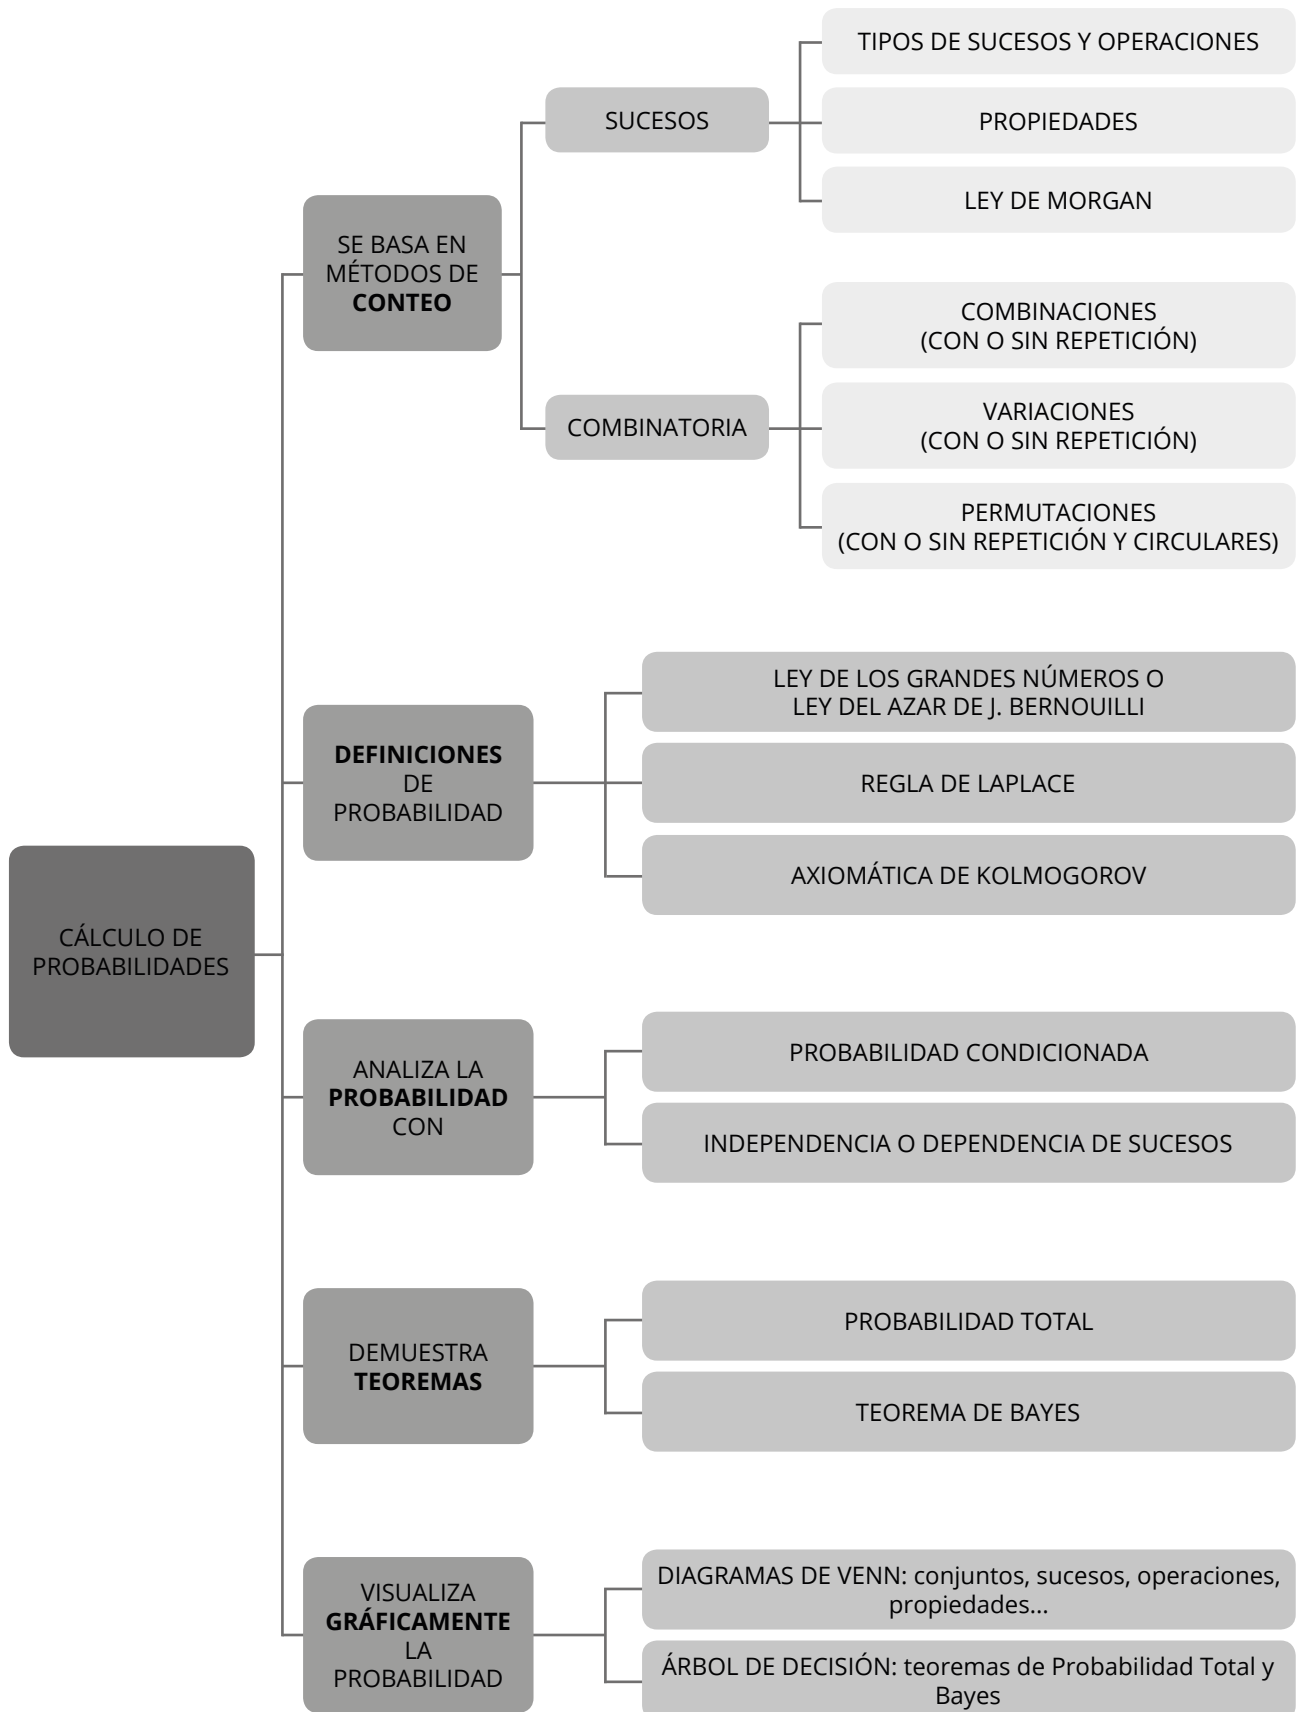 CÁLCULO DE
PROBABILIDADES
SE BASA EN
MÉTODOS DE
CONTEO
SUCESOS
TIPOS DE SUCESOS Y OPERACIONES
PROPIEDADES
LEY DE MORGAN
COMBINATORIA
COMBINACIONES
(CON O SIN REPETICIÓN)
VARIACIONES
(CON O SIN REPETICIÓN)
PERMUTACIONES
(CON O SIN REPETICIÓN Y CIRCULARES)
DEFINICIONES
DE
PROBABILIDAD
LEY DE LOS GRANDES NÚMEROS O
LEY DEL AZAR DE J. BERNOUILLI
REGLA DE LAPLACE
AXIOMÁTICA DE KOLMOGOROV
ANALIZA LA
PROBABILIDAD
CON
PROBABILIDAD CONDICIONADA
INDEPENDENCIA O DEPENDENCIA DE SUCESOS
DEMUESTRA
TEOREMAS
PROBABILIDAD TOTAL
TEOREMA DE BAYES
VISUALIZA
GRÁFICAMENTE
LA
PROBABILIDAD
DIAGRAMAS DE VENN: conjuntos, sucesos, operaciones,
propiedades...
ÁRBOL DE DECISIÓN: teoremas de Probabilidad Total y
Bayes